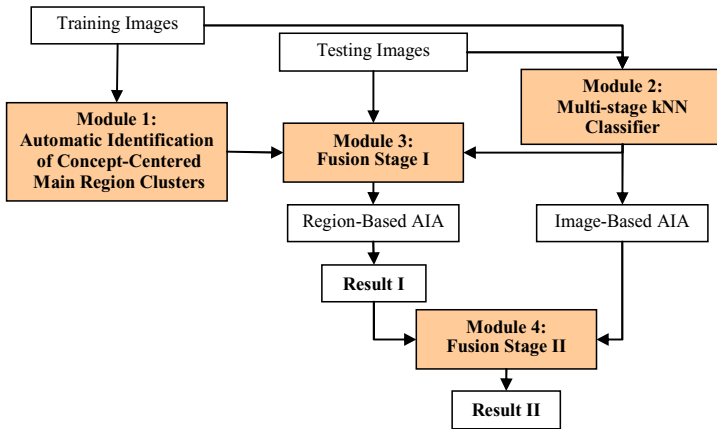 Training Images
Testing Images
Module 1:
Automatic Identification
of Concept-Centered
Main Region Clusters
Module 3:
Fusion Stage I
Module 2:
Multi-stage kNN
Classifier
Region-Based AIA
Image-Based AIA
Result I
Module 4:
Fusion Stage II
Result II